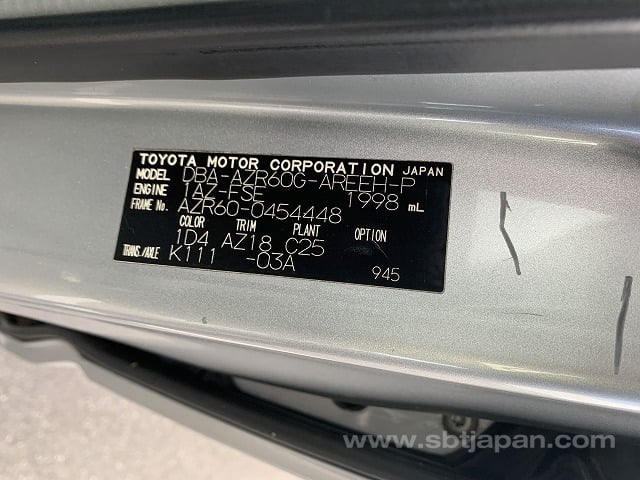 TOYOTA MOTOR CORPORATION JAPAN
MODEL DBA-AZR60G-AREEH-P
ENGINE 1AZ-FSE 1998 mL
FRAME No. AZR60-0454448
COLOR TRIM PLANT OPTION
1D4 AZ18 C25
TRANS./AXLE K111 -03A 945
www.sbtjapan.com